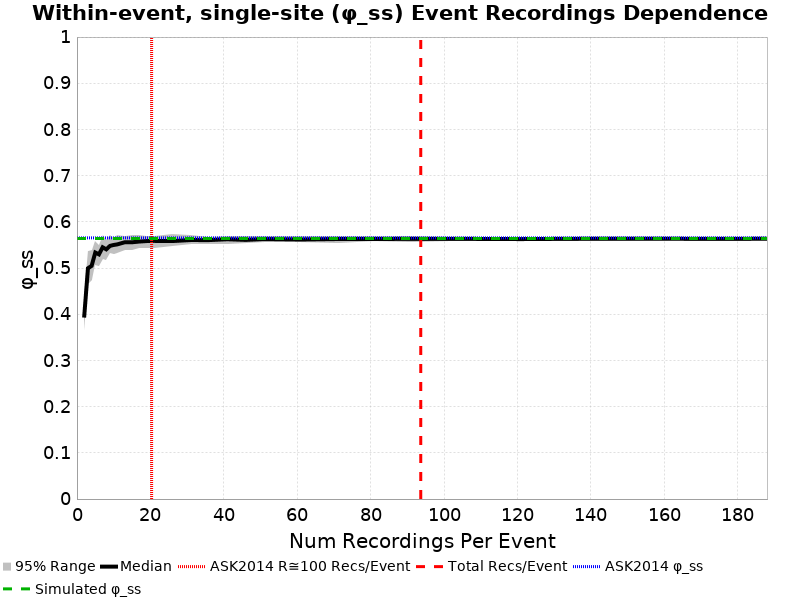 Within-event, single-site (φ_ss) Event Recordings Dependence
1
0.9
0.8
0.7
0.6
0.5
0.4
0.3
0.2
0.1
0
φ_ss
0 20 40 60 80 100 120 140 160 180
Num Recordings Per Event
95% Range Median ASK2014 R≅100 Recs/Event Total Recs/Event ASK2014 φ_ss
Simulated φ_ss